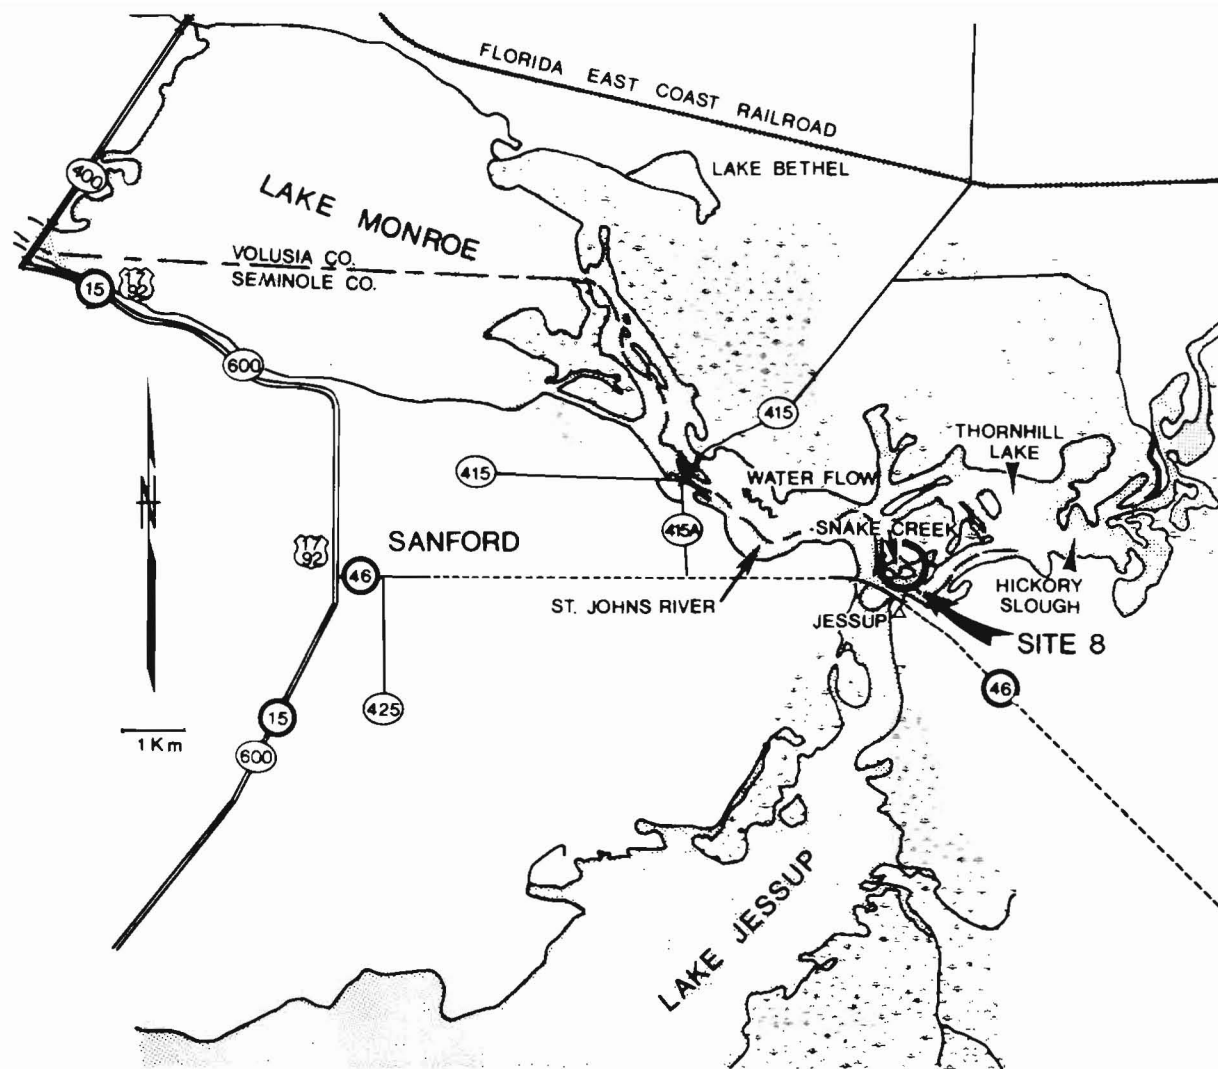 FLORIDA EAST COAST RAILROAD
LAKE BETHEL
400
LAKE MONROE
VOLUSIA CO.
SEMINOLE CO.
15
17
92
600
415
THORNHILL
LAKE
415
WATER FLOW
N
415A
SNAKE CREEK
17
92
SANFORD
46
ST. JOHNS RIVER
HICKORY
SLOUGH
JESSUP
SITE 8
46
425
15
1 Km
600
LAKE JESSUP